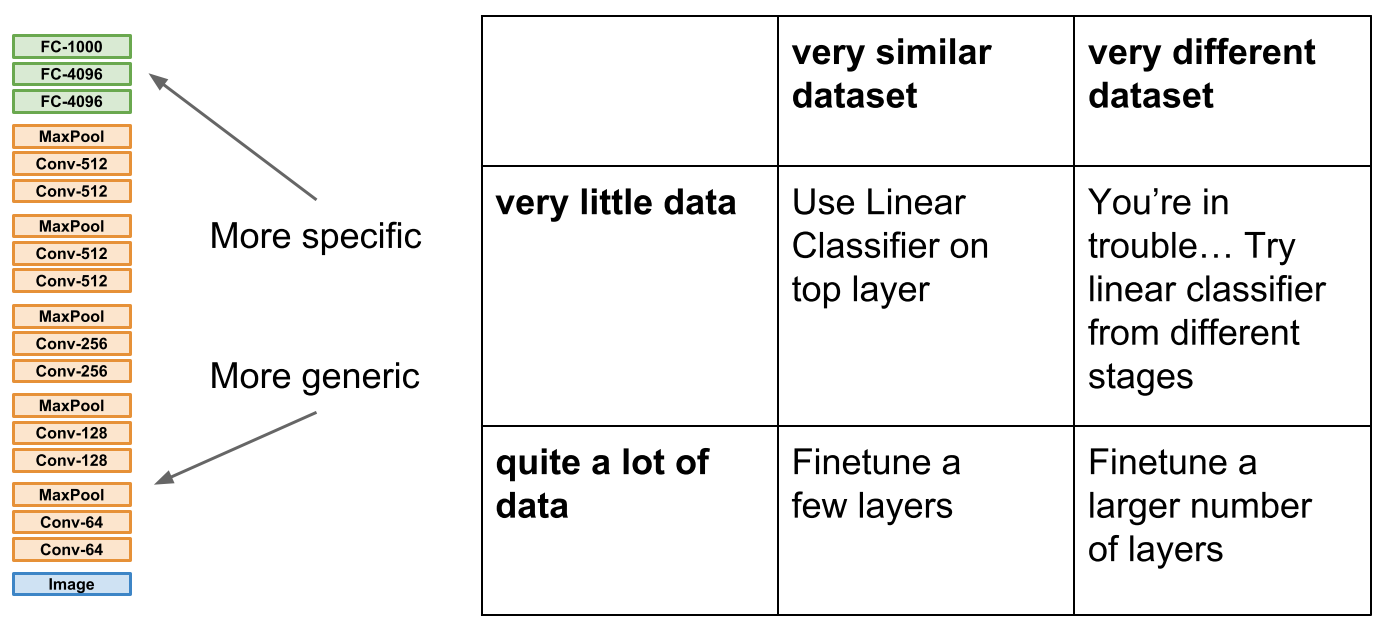 FC-1000
FC-4096
FC-4096
MaxPool
Conv-512
Conv-512
MaxPool
Conv-512
Conv-512
MaxPool
Conv-256
Conv-256
MaxPool
Conv-128
Conv-128
MaxPool
Conv-64
Conv-64
Image
More specific
More generic
very similar
dataset
very different
dataset
very little data
Use Linear
Classifier on
top layer
You’re in
trouble… Try
linear classifier
from different
stages
quite a lot of
data
Finetune a
few layers
Finetune a
larger number
of layers